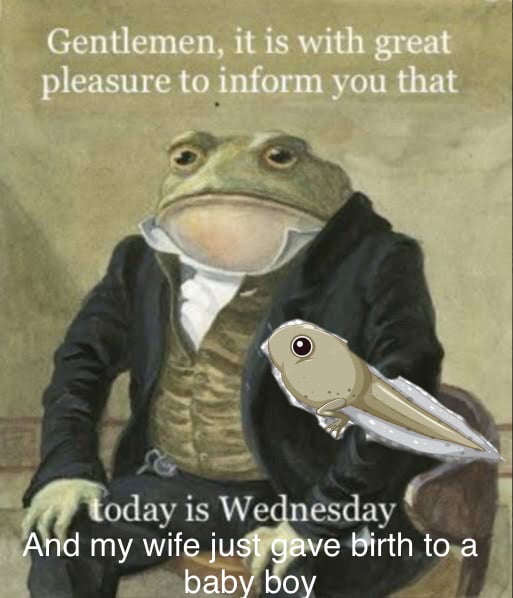 Gentlemen, it is with great
pleasure to inform you that
today is Wednesday
And my wife just gave birth to a
baby boy